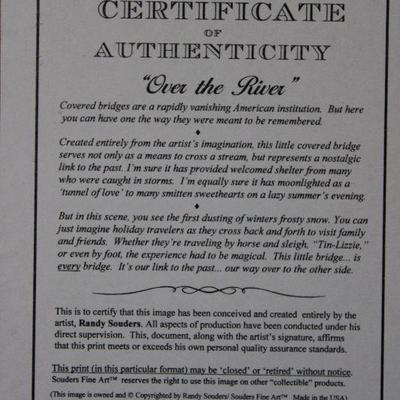 CERTIFICATE
OF
AUTHENTICITY
"Over the River"
Covered bridges are a rapidly vanishing American institution. But here
you can have one the way they were meant to be remembered.
Created entirely from the artist's imagination, this little covered bridge
serves not only as a means to cross a stream, but represents a nostalgic
link to the past. I'm sure it has provided welcomed shelter from many
who were caught in storms. I'm equally sure it has moonlighted as a
'tunnel of love' to many smitten sweethearts on a lazy summer's evening.
But in this scene, you see the first dusting of winters frosty snow. You can
just imagine holiday travelers as they cross back and forth to visit family
and friends. Whether they're traveling by horse and sleigh, "Tin-Lizzie,"
or even by foot, the experience had to be magical. This little bridge... is
every bridge. It's our link to the past... our way over to the other side.
This is to certify that this image has been conceived and created entirely by the
artist, Randy Souders. All aspects of production have been conducted under his
direct supervision. This, document, along with the artist's signature, affirms
that this print meets or exceeds his own personal quality assurance standards.
This print (in this particular format) may be 'closed' or 'retired' without notice.
Souders Fine Art™ reserves the right to use this image on other "collectible" products.
(This image is owned and © Copyrighted by Randy Souders/ Souders Fine Art™ Made in the USA)